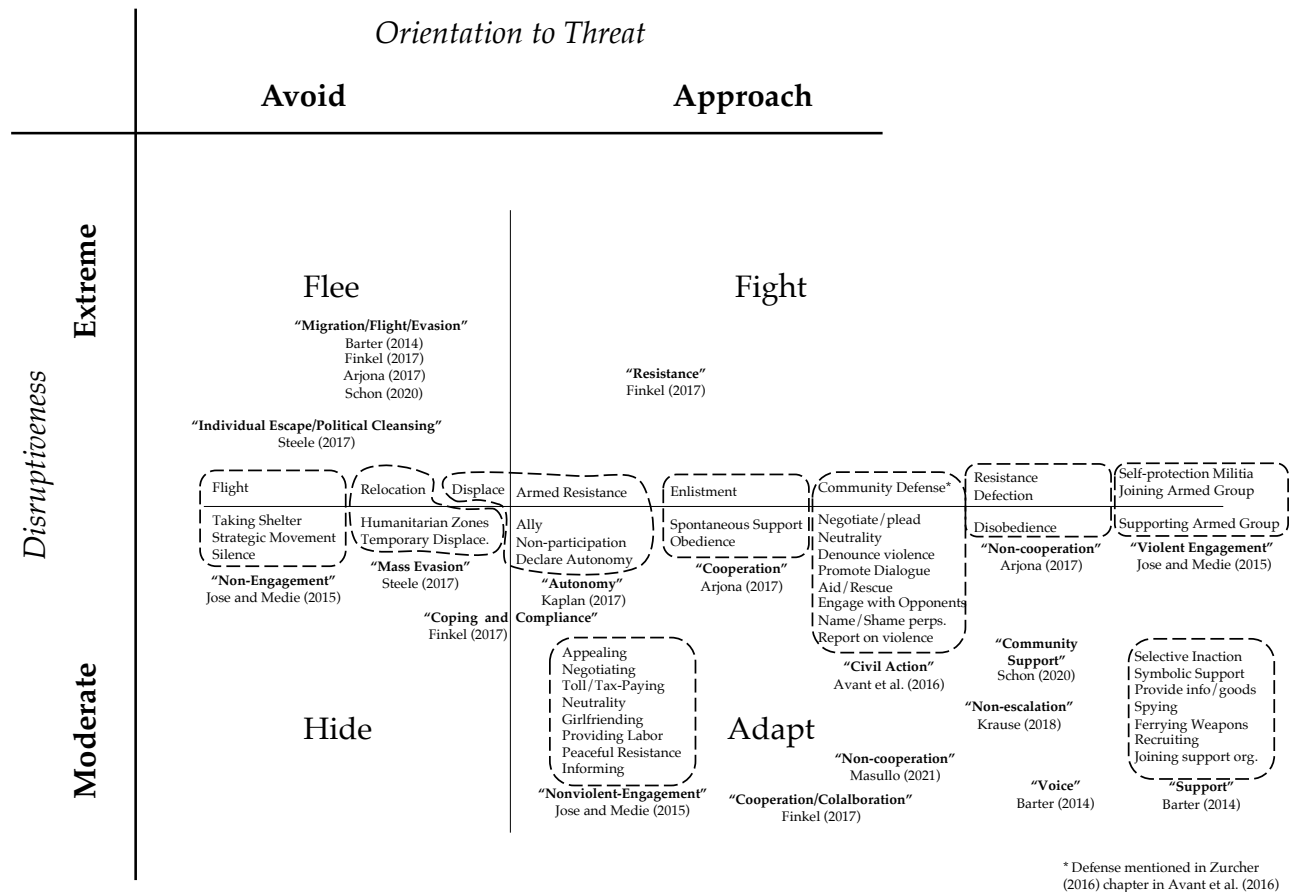 Orientation to Threat
Avoid
Approach
Disruptiveness
Extreme
Moderate
Flee
Fight
“Migration/Flight/Evasion”
Barter (2014)
Finkel (2017)
Arjona (2017)
Schon (2020)
“Resistance”
Finkel (2017)
“Individual Escape/Political Cleansing”
Steele (2017)
Flight
Taking Shelter
Strategic Movement
Silence
“Non-Engagement”
Jose and Medie (2015)
Relocation
Humanitarian Zones
Temporary Displace.
“Mass Evasion”
Steele (2017)
Displace
Armed Resistance
Ally
Non-participation
Declare Autonomy
“Autonomy”
Kaplan (2017)
Enlistment
Spontaneous Support
Obedience
“Cooperation”
Arjona (2017)
Community Defense*
Negotiate/plead
Neutrality
Denounce violence
Promote Dialogue
Aid/Rescue
Engage with Opponents
Name/Shame perps.
Report on violence
“Civil Action”
Avant et al. (2016)
Resistance
Defection
Disobedience
“Non-cooperation”
Arjona (2017)
Self-protection Militia
Joining Armed Group
Supporting Armed Group
“Violent Engagement”
Jose and Medie (2015)
“Coping and Compliance”
Finkel (2017)
Hide
Adapt
Appealing
Negotiating
Toll/Tax-Paying
Neutrality
Girlfriending
Providing Labor
Peaceful Resistance
Informing
“Nonviolent-Engagement”
Jose and Medie (2015)
“Community
Support”
Schon (2020)
“Non-escalation”
Krause (2018)
“Non-cooperation”
Masullo (2021)
“Cooperation/Colalboration”
Finkel (2017)
“Voice”
Barter (2014)
Selective Inaction
Symbolic Support
Provide info/goods
Spying
Ferrying Weapons
Recruiting
Joining support org.
“Support”
Barter (2014)
* Defense mentioned in Zurcher
(2016) chapter in Avant et al. (2016)